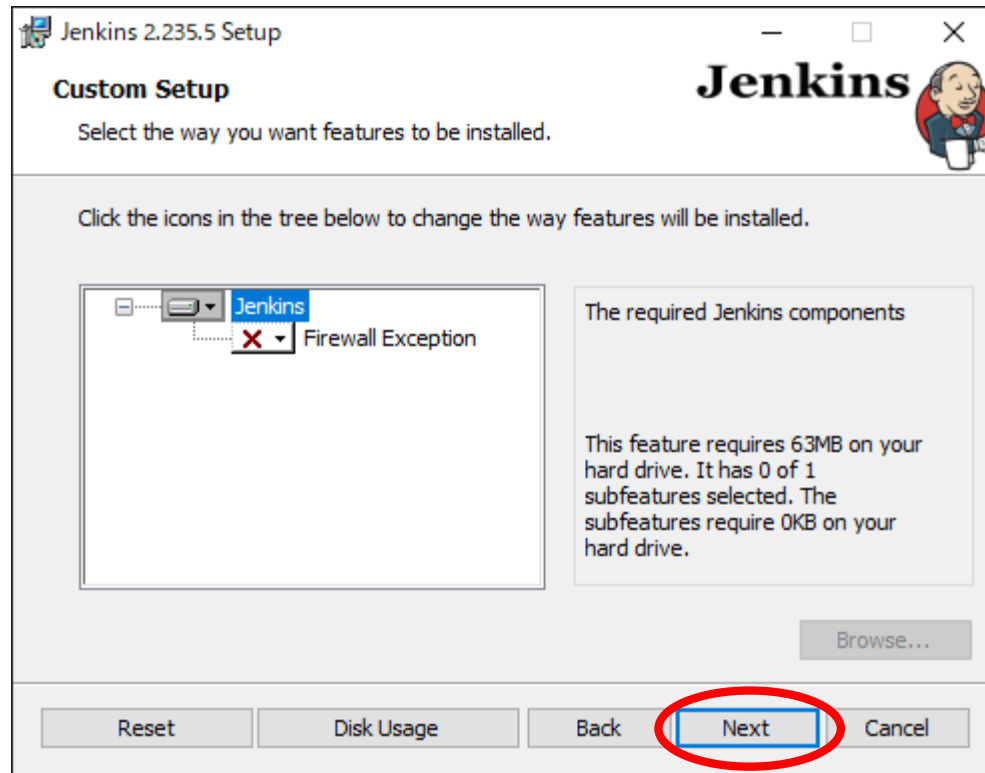 Jenkins 2.235.5 Setup
Custom Setup
Jenkins
Select the way you want features to be installed.
Click the icons in the tree below to change the way features will be installed.
Jenkins
Firewall Exception
The required Jenkins components
This feature requires 63MB on your
hard drive. It has 0 of 1
subfeatures selected. The
subfeatures require 0KB on your
hard drive.
Browse...
Reset
Disk Usage
Back
Next
Cancel